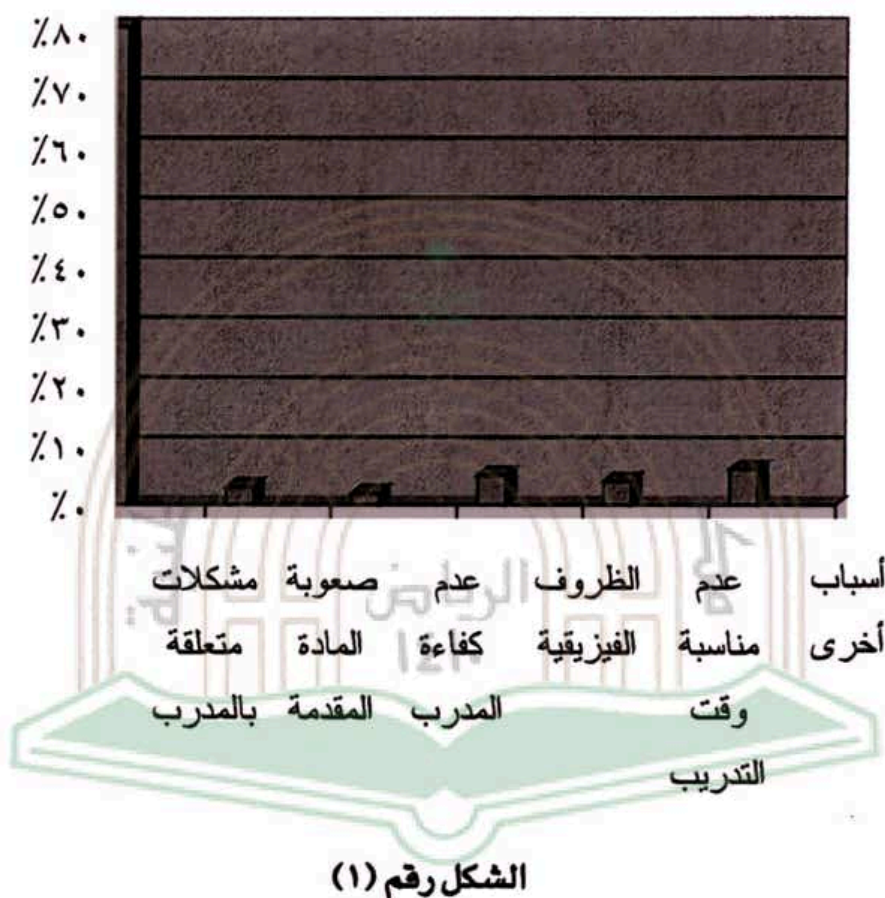 ٪٨٠
٪٧٠
٪٦٠
٪٥٠
٪٤٠
٪٣٠
٪٢٠
٪١٠
٪٠
مشكلات صعوبة عدم الظروف عدم أسباب
متعلقة المادة كفاءة الفيزيقية مناسبة أخرى
بالمدرب المقدمة المدرب وقت
التدريب
الرياض
الشكل رقم (١)